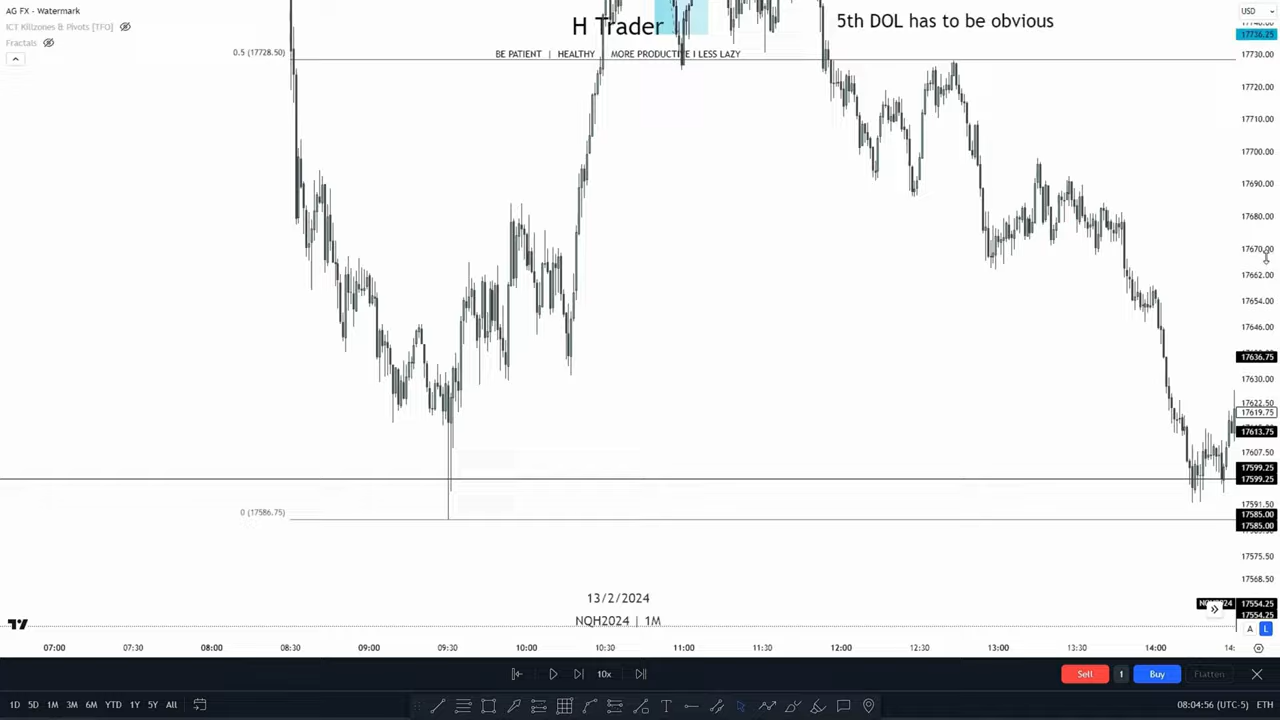 AG FX - Watermark
ICT Killzones & Pivots [TFO]
Fractals
H Trader
BE PATIENT | HEALTHY | MORE PRODUCTIVE I LESS LAZY
5th DOL has to be obvious
USD
0.5 (17728.50)
0 (17586.75)
17736.25
17730.00
17720.00
17710.00
17700.00
17690.00
17680.00
17670.00
17662.00
17654.00
17646.00
17636.75
17630.00
17622.50
17619.75
17613.75
17607.50
17599.25
17599.25
17591.50
17585.00
17585.00
17575.50
17568.50
17554.25
17554.25
13/2/2024
NQH2024 | 1M
A L
07:00 07:30 08:00 08:30 09:00 09:30 10:00 10:30 11:00 11:30 12:00 12:30 13:00 13:30 14:00 14:
10x
Sell 1 Buy Flatten
1D 5D 1M 3M 6M YTD 1Y 5Y All
08:04:56 (UTC-5) ETH